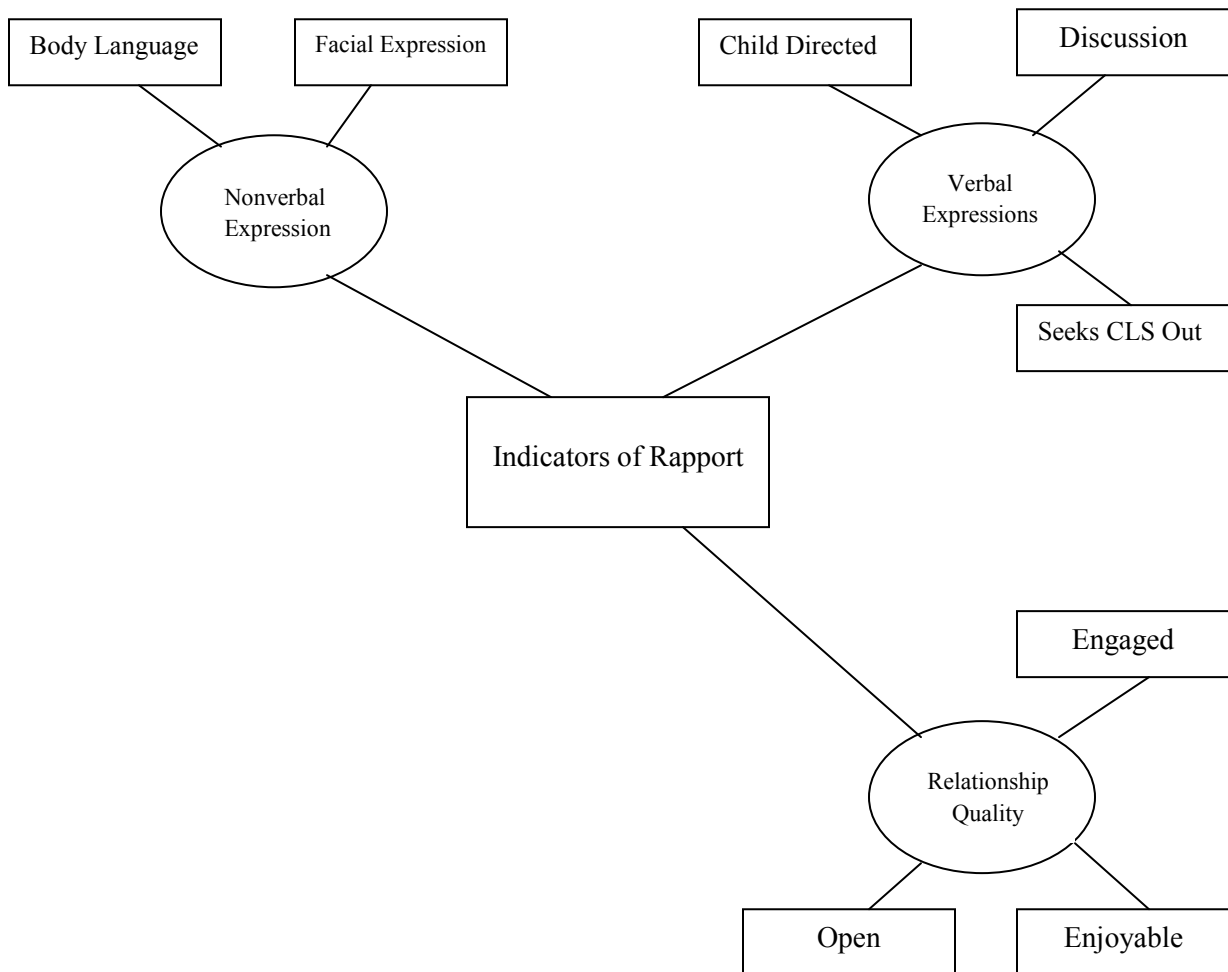 Body Language
Facial Expression
Child Directed
Discussion
Nonverbal
Expression
Verbal
Expressions
Seeks CLS Out
Indicators of Rapport
Engaged
Relationship
Quality
Open
Enjoyable